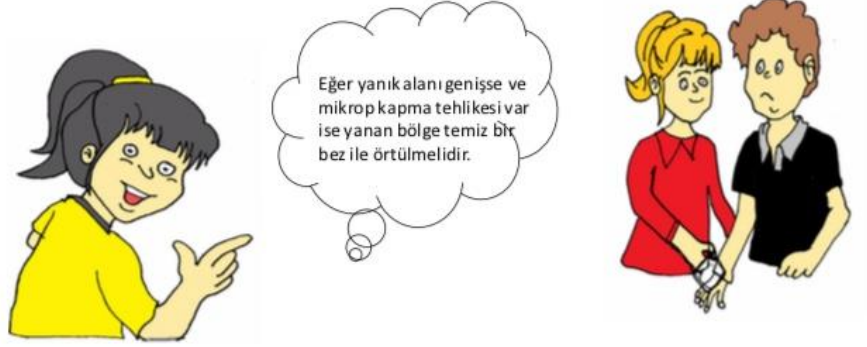 Eğer yanık alanı genişse ve
mikrop kapma tehlikesi var
ise yanan bölge temiz bir
bez ile örtülmelidir.